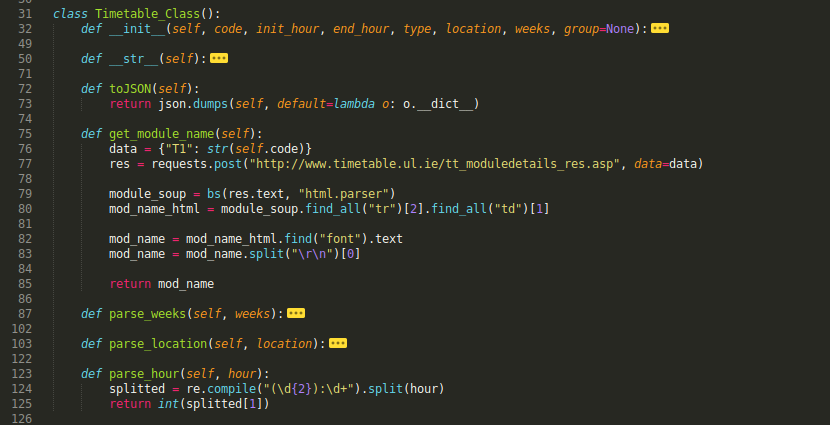 31 class Timetable_Class():
32     def __init__(self, code, init_hour, end_hour, type, location, weeks, group=None):
49
50     def __str__(self):
71
72     def toJSON(self):
73         return json.dumps(self, default=lambda o: o.__dict__)
74
75     def get_module_name(self):
76         data = {"T1": str(self.code)}
77         res = requests.post("http://www.timetable.ul.ie/tt_moduledetails_res.asp", data=data)
78
79         module_soup = bs(res.text, "html.parser")
80         mod_name_html = module_soup.find_all("tr")[2].find_all("td")[1]
81
82         mod_name = mod_name_html.find("font").text
83         mod_name = mod_name.split("\r\n")[0]
84
85         return mod_name
86
87     def parse_weeks(self, weeks):
102
103     def parse_location(self, location):
122
123     def parse_hour(self, hour):
124         splitted = re.compile("(\d{2}):\d+").split(hour)
125         return int(splitted[1])
126